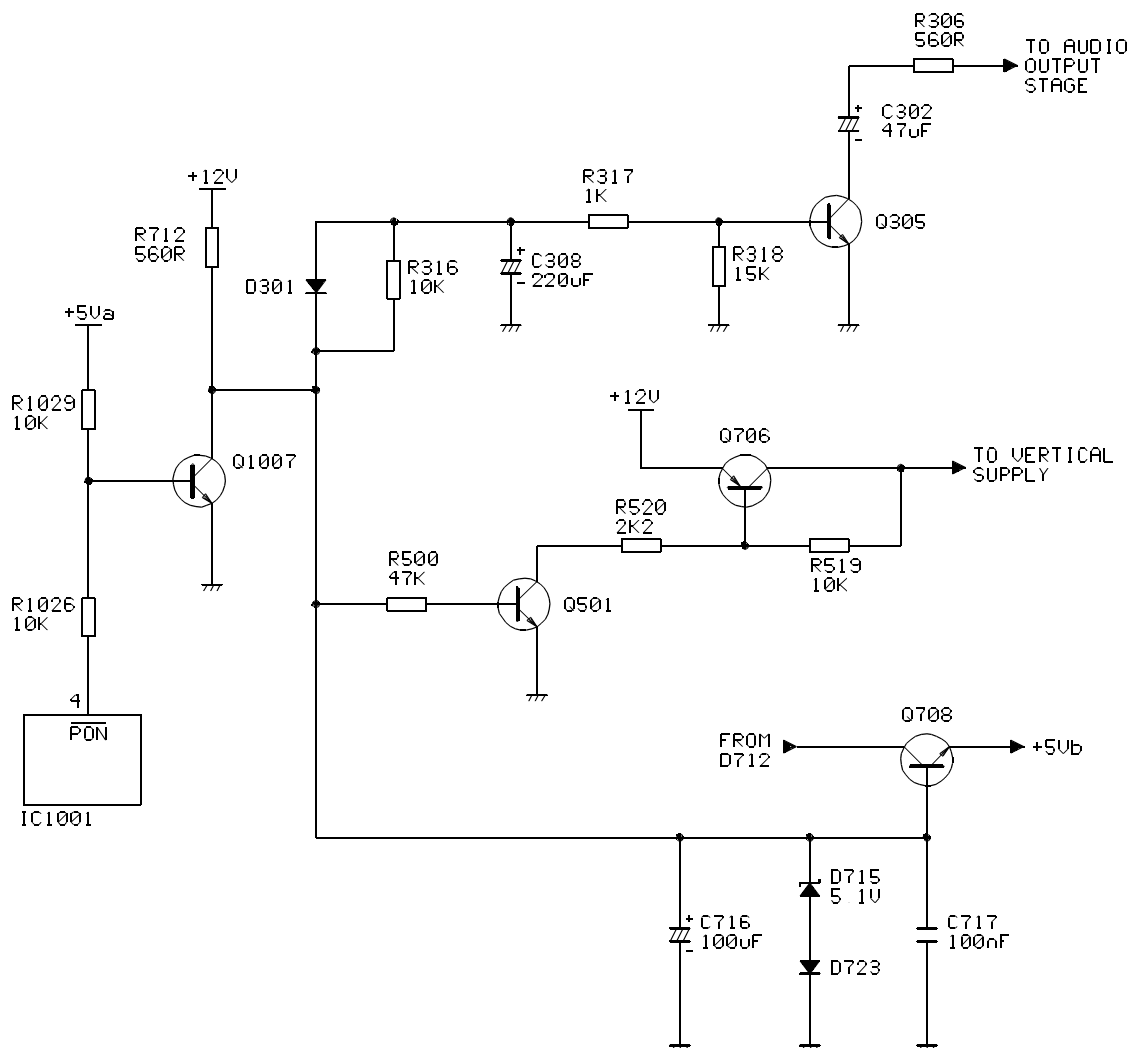 R306
560R
TO AUDIO
OUTPUT
STAGE
+
C302
47uF
-
+12V
R317
1K
R712
560R
Q305
D301
R316
10K
+
C308
-
220uF
R318
15K
+5Va
R1029
10K
+12V
Q706
Q1007
TO VERTICAL
SUPPLY
R520
2K2
R500
47K
R519
10K
R1026
10K
Q501
4
PON
IC1001
Q708
FROM
D712
+5Vb
D715
5.1V
+
C716
100uF
-
C717
100nF
D723